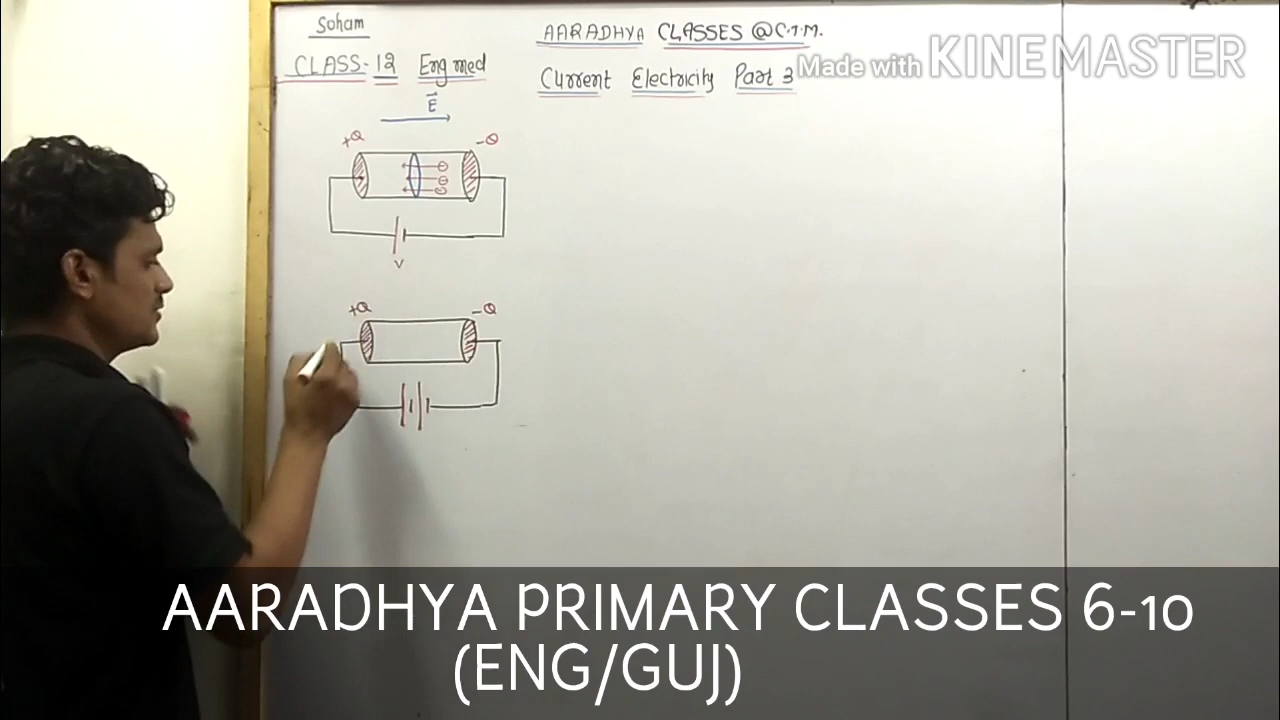 Soham
AARADHYA CLASSES @C.T.M.
CLASS-12 Eng med
Current Electricity Part 3
Made with KINEMASTER
E
+Q
-Q
V
+Q
-Q
AARADHYA PRIMARY CLASSES 6-10
(ENG/GUJ)